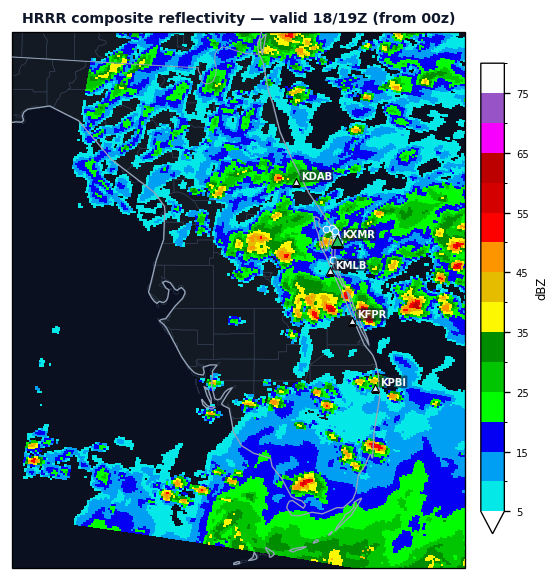 HRRR composite reflectivity — valid 18/19Z (from 00z)
KDAB
KXMR
KMLB
KFPR
KPBI
75
65
55
45
35
25
15
5
dBZ